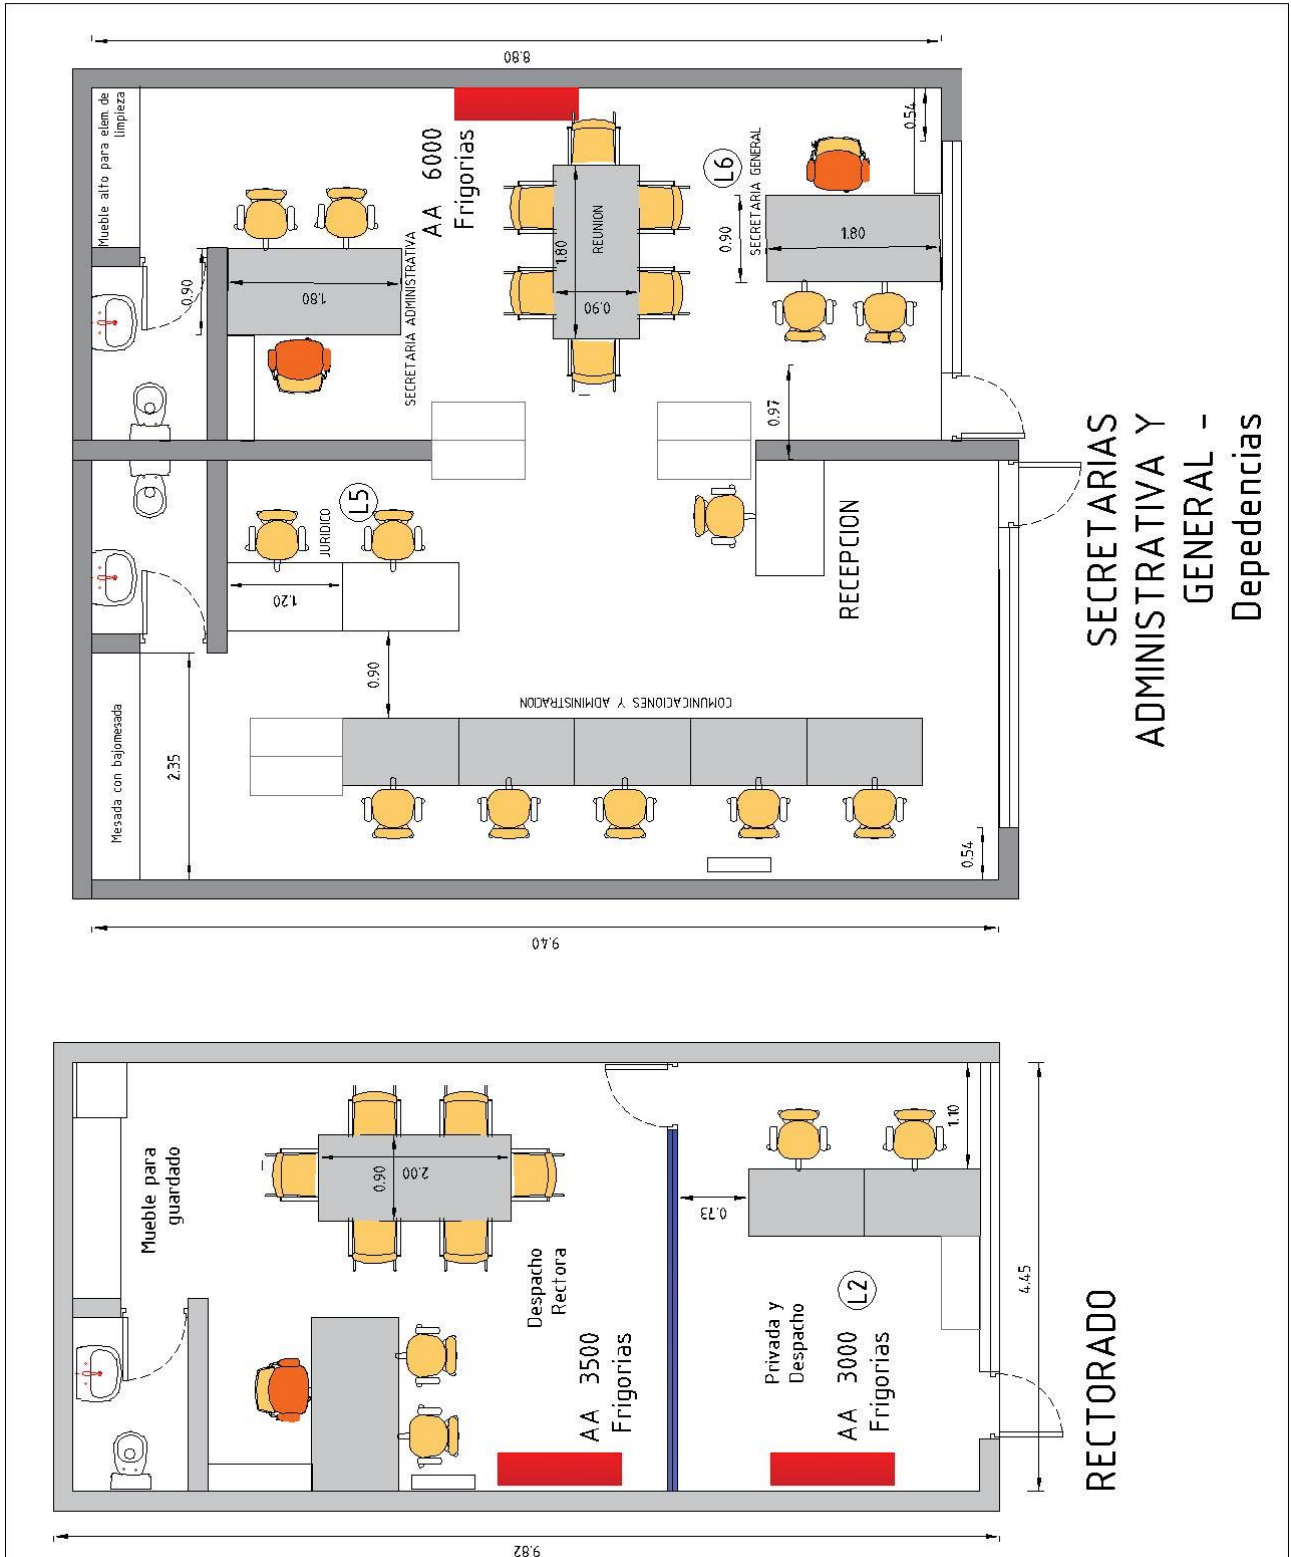 8.80
Mueble alto para elem. de
limpieza
0.90
1.80
SECRETARIA ADMINISTRATIVA
AA 6000
Frigorias
1.80
REUNION
0.90
L6
SECRETARIA GENERAL
0.90
1.80
0.54
0.97
JURIDICO
L5
1.20
0.90
RECEPCION
COMUNICACIONES Y ADMINISTRACION
Mesada con bajomesada
2.35
0.54
9.40
SECRETARIAS
ADMINISTRATIVA Y
GENERAL -
Depedencias
Mueble para
guardado
0.90
2.00
Despacho
Rectora
AA 3500
Frigorias
0.73
1.10
Privada y
Despacho
L2
AA 3000
Frigorias
4.45
9.82
RECTORADO